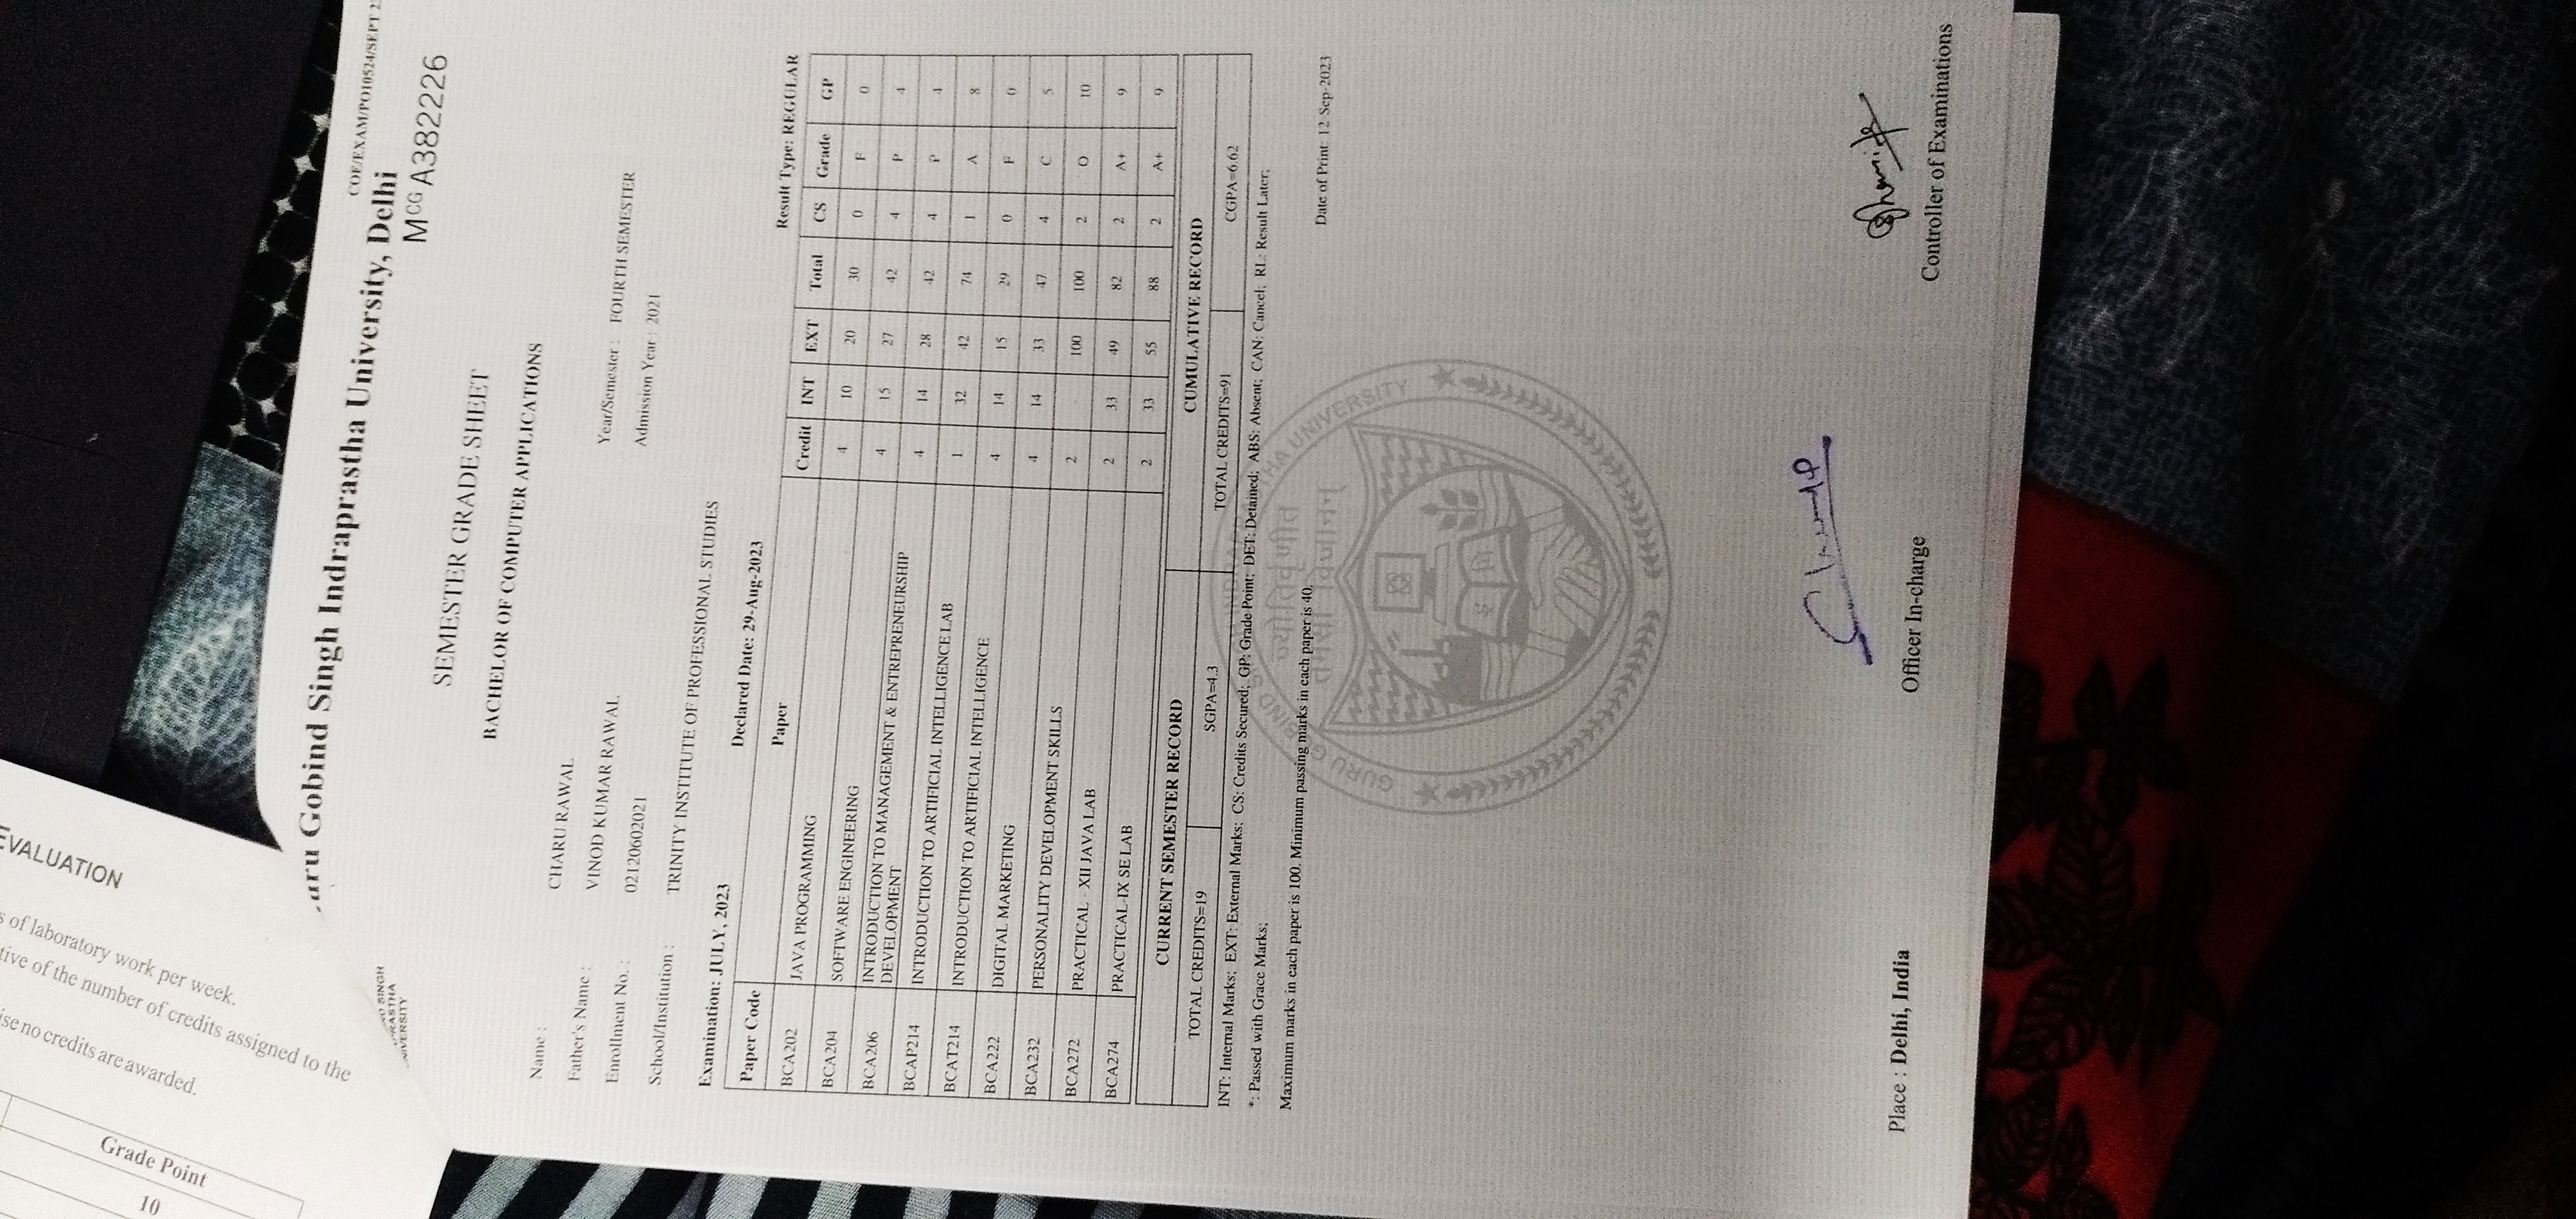 COE/EXAM/PO10524/SEPT
uru Gobind Singh Indraprastha University, Delhi
MCG A382226
SEMESTER GRADE SHEET
BACHELOR OF COMPUTER APPLICATIONS
Name : CHARU RAWAL
Father's Name : VINOD KUMAR RAWAL Year/Semester : FOURTH SEMESTER
Enrollment No. : 02120602021 Admission Year : 2021
School/Institution : TRINITY INSTITUTE OF PROFESSIONAL STUDIES
Examination: JULY, 2023 Declared Date: 29-Aug-2023 Result Type: REGULAR
Paper Code Paper Credit INT EXT Total CS Grade GP
BCA202 JAVA PROGRAMMING 4 10 20 30 0 F 0
BCA204 SOFTWARE ENGINEERING 4 15 27 42 4 P 4
BCA206 INTRODUCTION TO MANAGEMENT & ENTREPRENEURSHIP 4 14 28 42 4 P 4
DEVELOPMENT
BCAP214 INTRODUCTION TO ARTIFICIAL INTELLIGENCE LAB 1 32 42 74 1 A 8
BCAT214 INTRODUCTION TO ARTIFICIAL INTELLIGENCE 4 14 15 29 0 F 0
BCA222 DIGITAL MARKETING 4 14 33 47 4 C 5
BCA232 PERSONALITY DEVELOPMENT SKILLS 2 - 100 100 2 O 10
BCA272 PRACTICAL - XII JAVA LAB 2 33 49 82 2 A+ 9
BCA274 PRACTICAL-IX SE LAB 2 33 55 88 2 A+ 9
CURRENT SEMESTER RECORD CUMULATIVE RECORD
TOTAL CREDITS=19 SGPA=4.3 TOTAL CREDITS=91 CGPA=6.62
INT: Internal Marks; EXT: External Marks; CS: Credits Secured; GP: Grade Point; DET: Detained; ABS: Absent; CAN: Cancel; RL: Result Later;
*: Passed with Grace Marks;
Maximum marks in each paper is 100. Minimum passing marks in each paper is 40.
Date of Print 12 Sep 2023
GURU GOBIND SINGH INDRAPRASTHA UNIVERSITY
ज्योतिर्वृणीत
तमसो विजानन्
Place : Delhi, India Officer In-charge Controller of Examinations
EVALUATION
of laboratory work per week.
tive of the number of credits assigned to the
ise no credits are awarded.
Grade Point
10
SINGH
UNIVERSITY